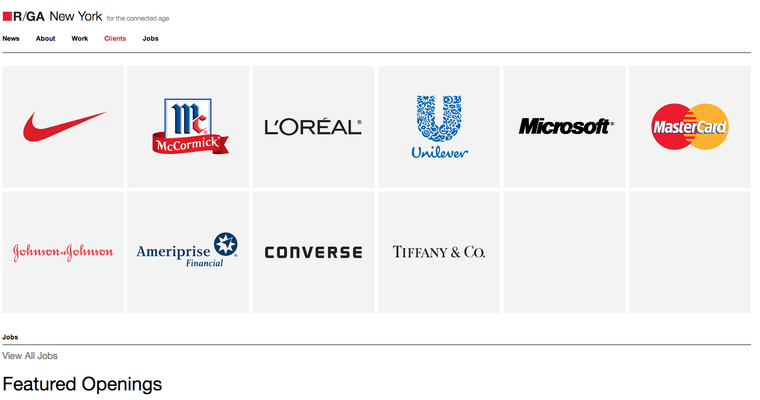 R/GA New York for the connected age
News About Work Clients Jobs
Mc
McCormick®
L'ORÉAL®
Unilever
Microsoft®
MasterCard
Johnson & Johnson
Ameriprise
Financial
CONVERSE
TIFFANY & CO.
Jobs
View All Jobs
Featured Openings